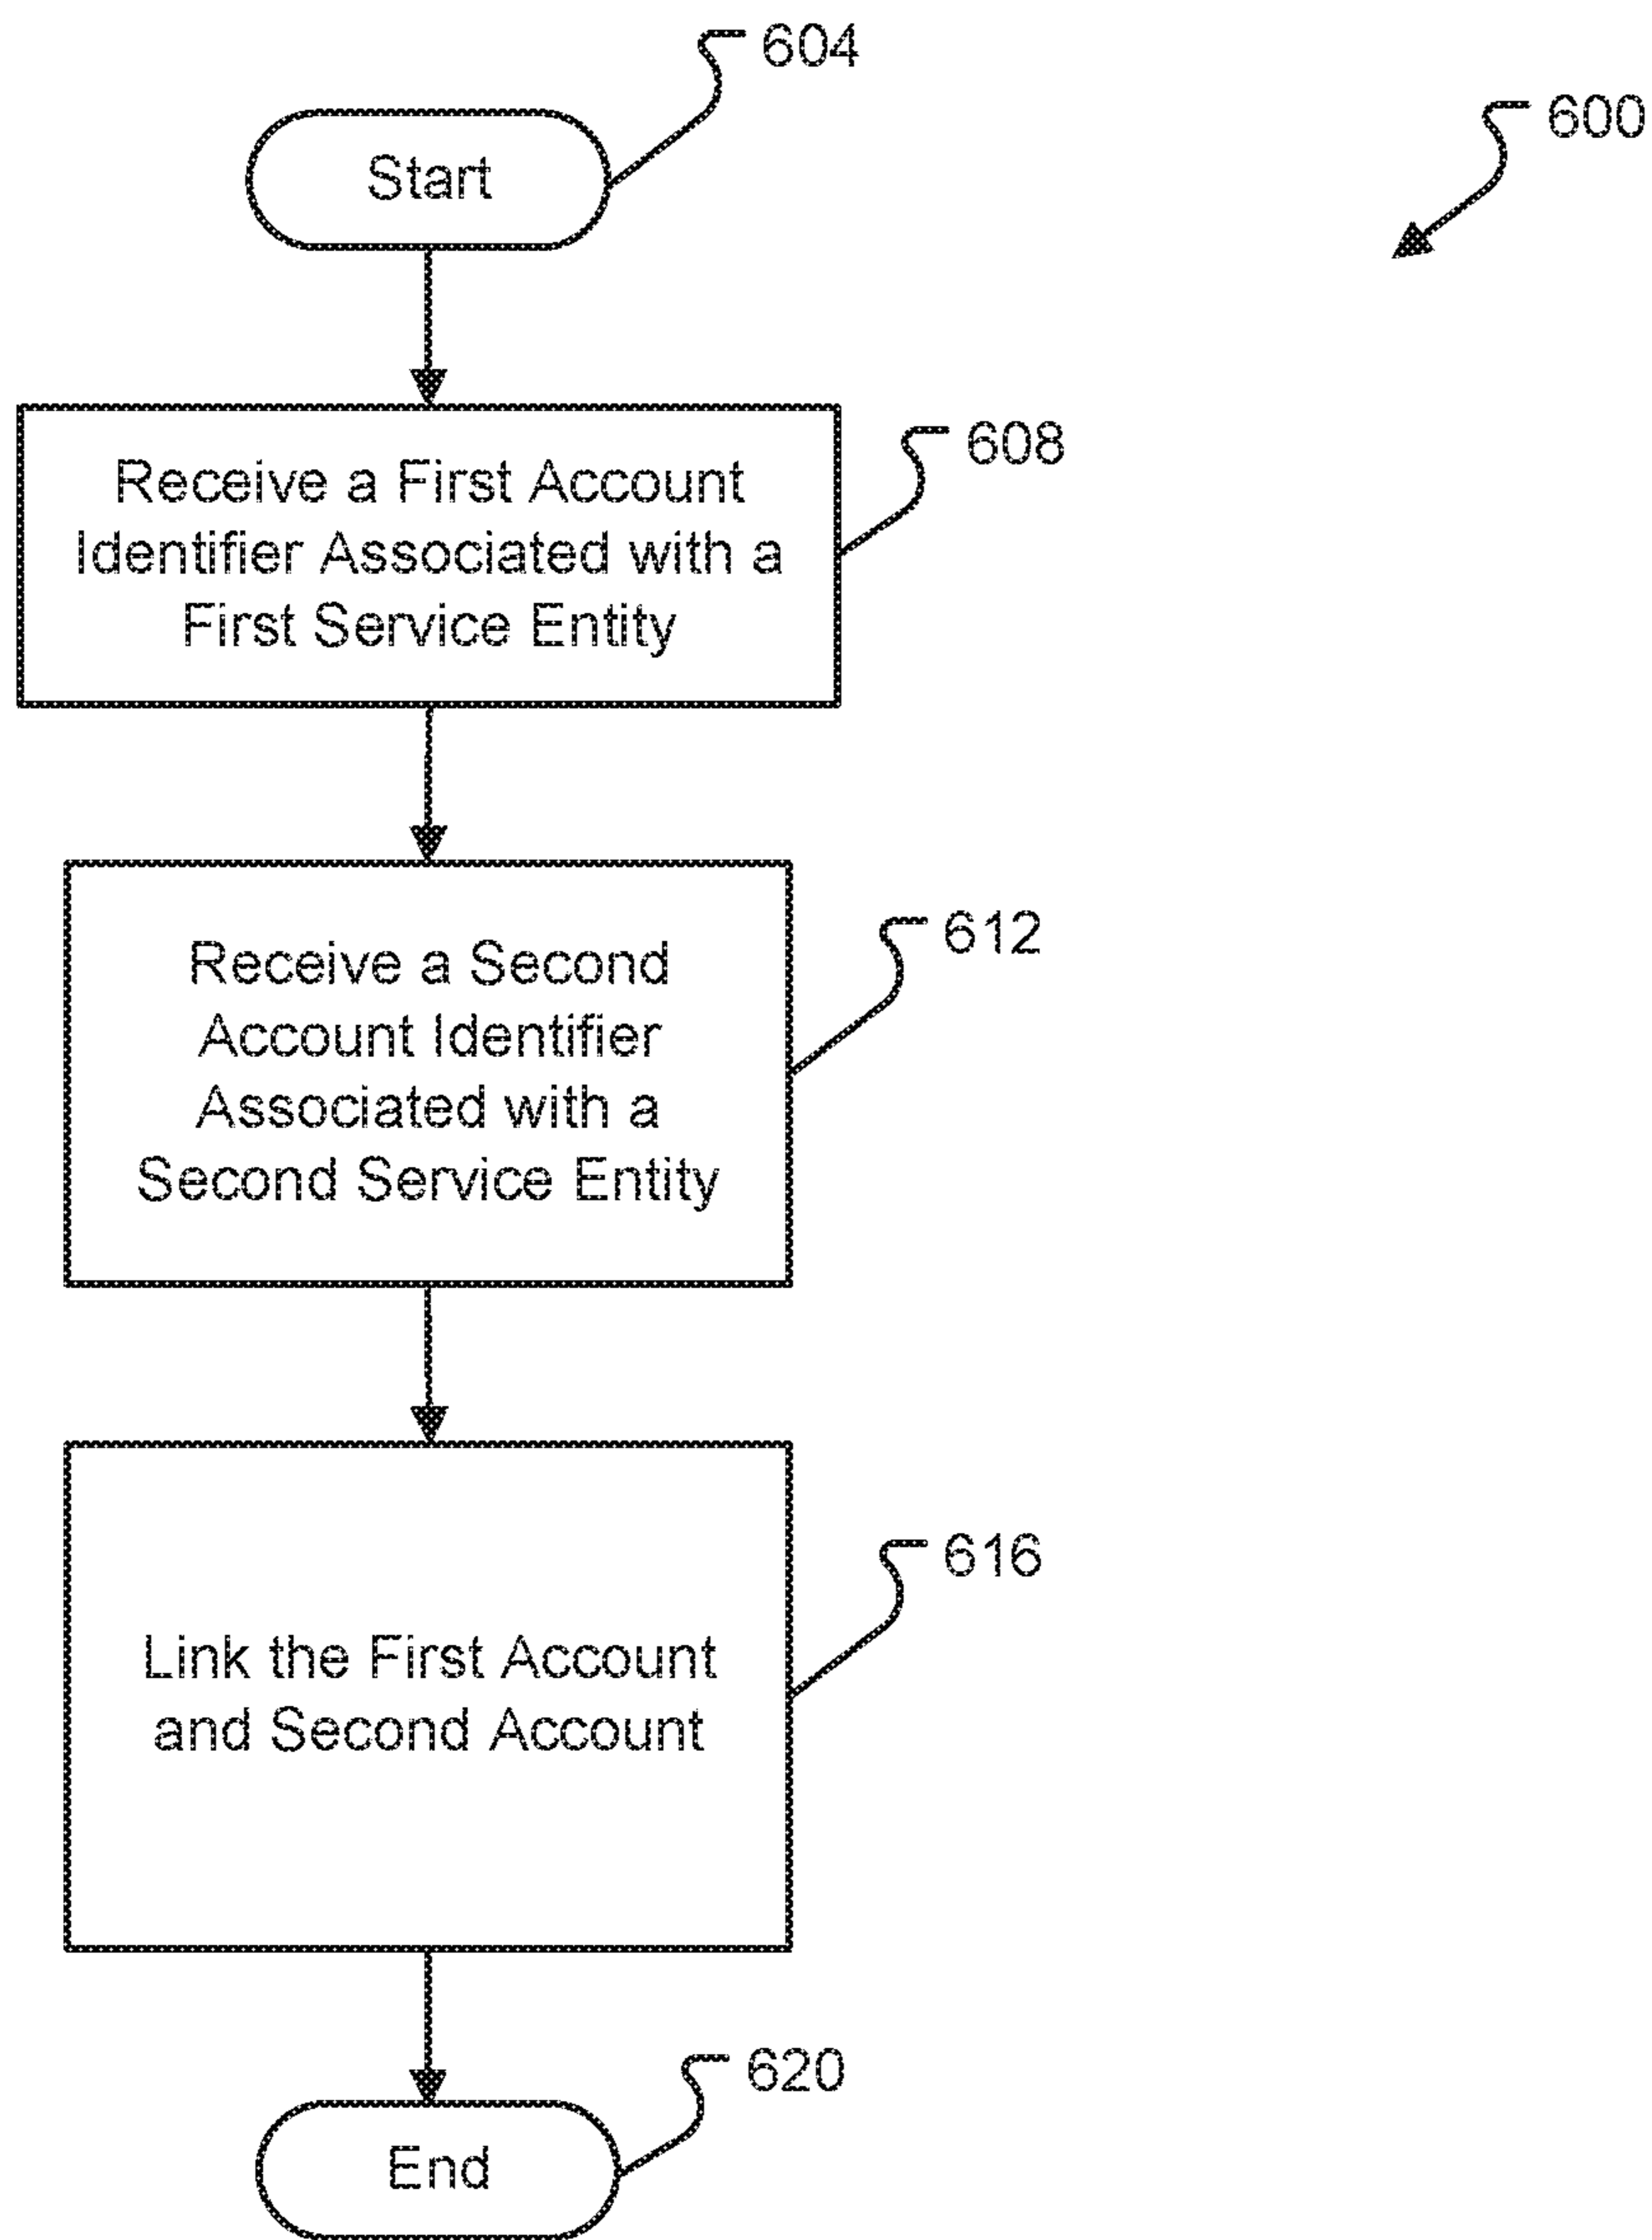 604
600
Start
608
Receive a First Account
Identifier Associated with a
First Service Entity
612
Receive a Second
Account Identifier
Associated with a
Second Service Entity
616
Link the First Account
and Second Account
620
End